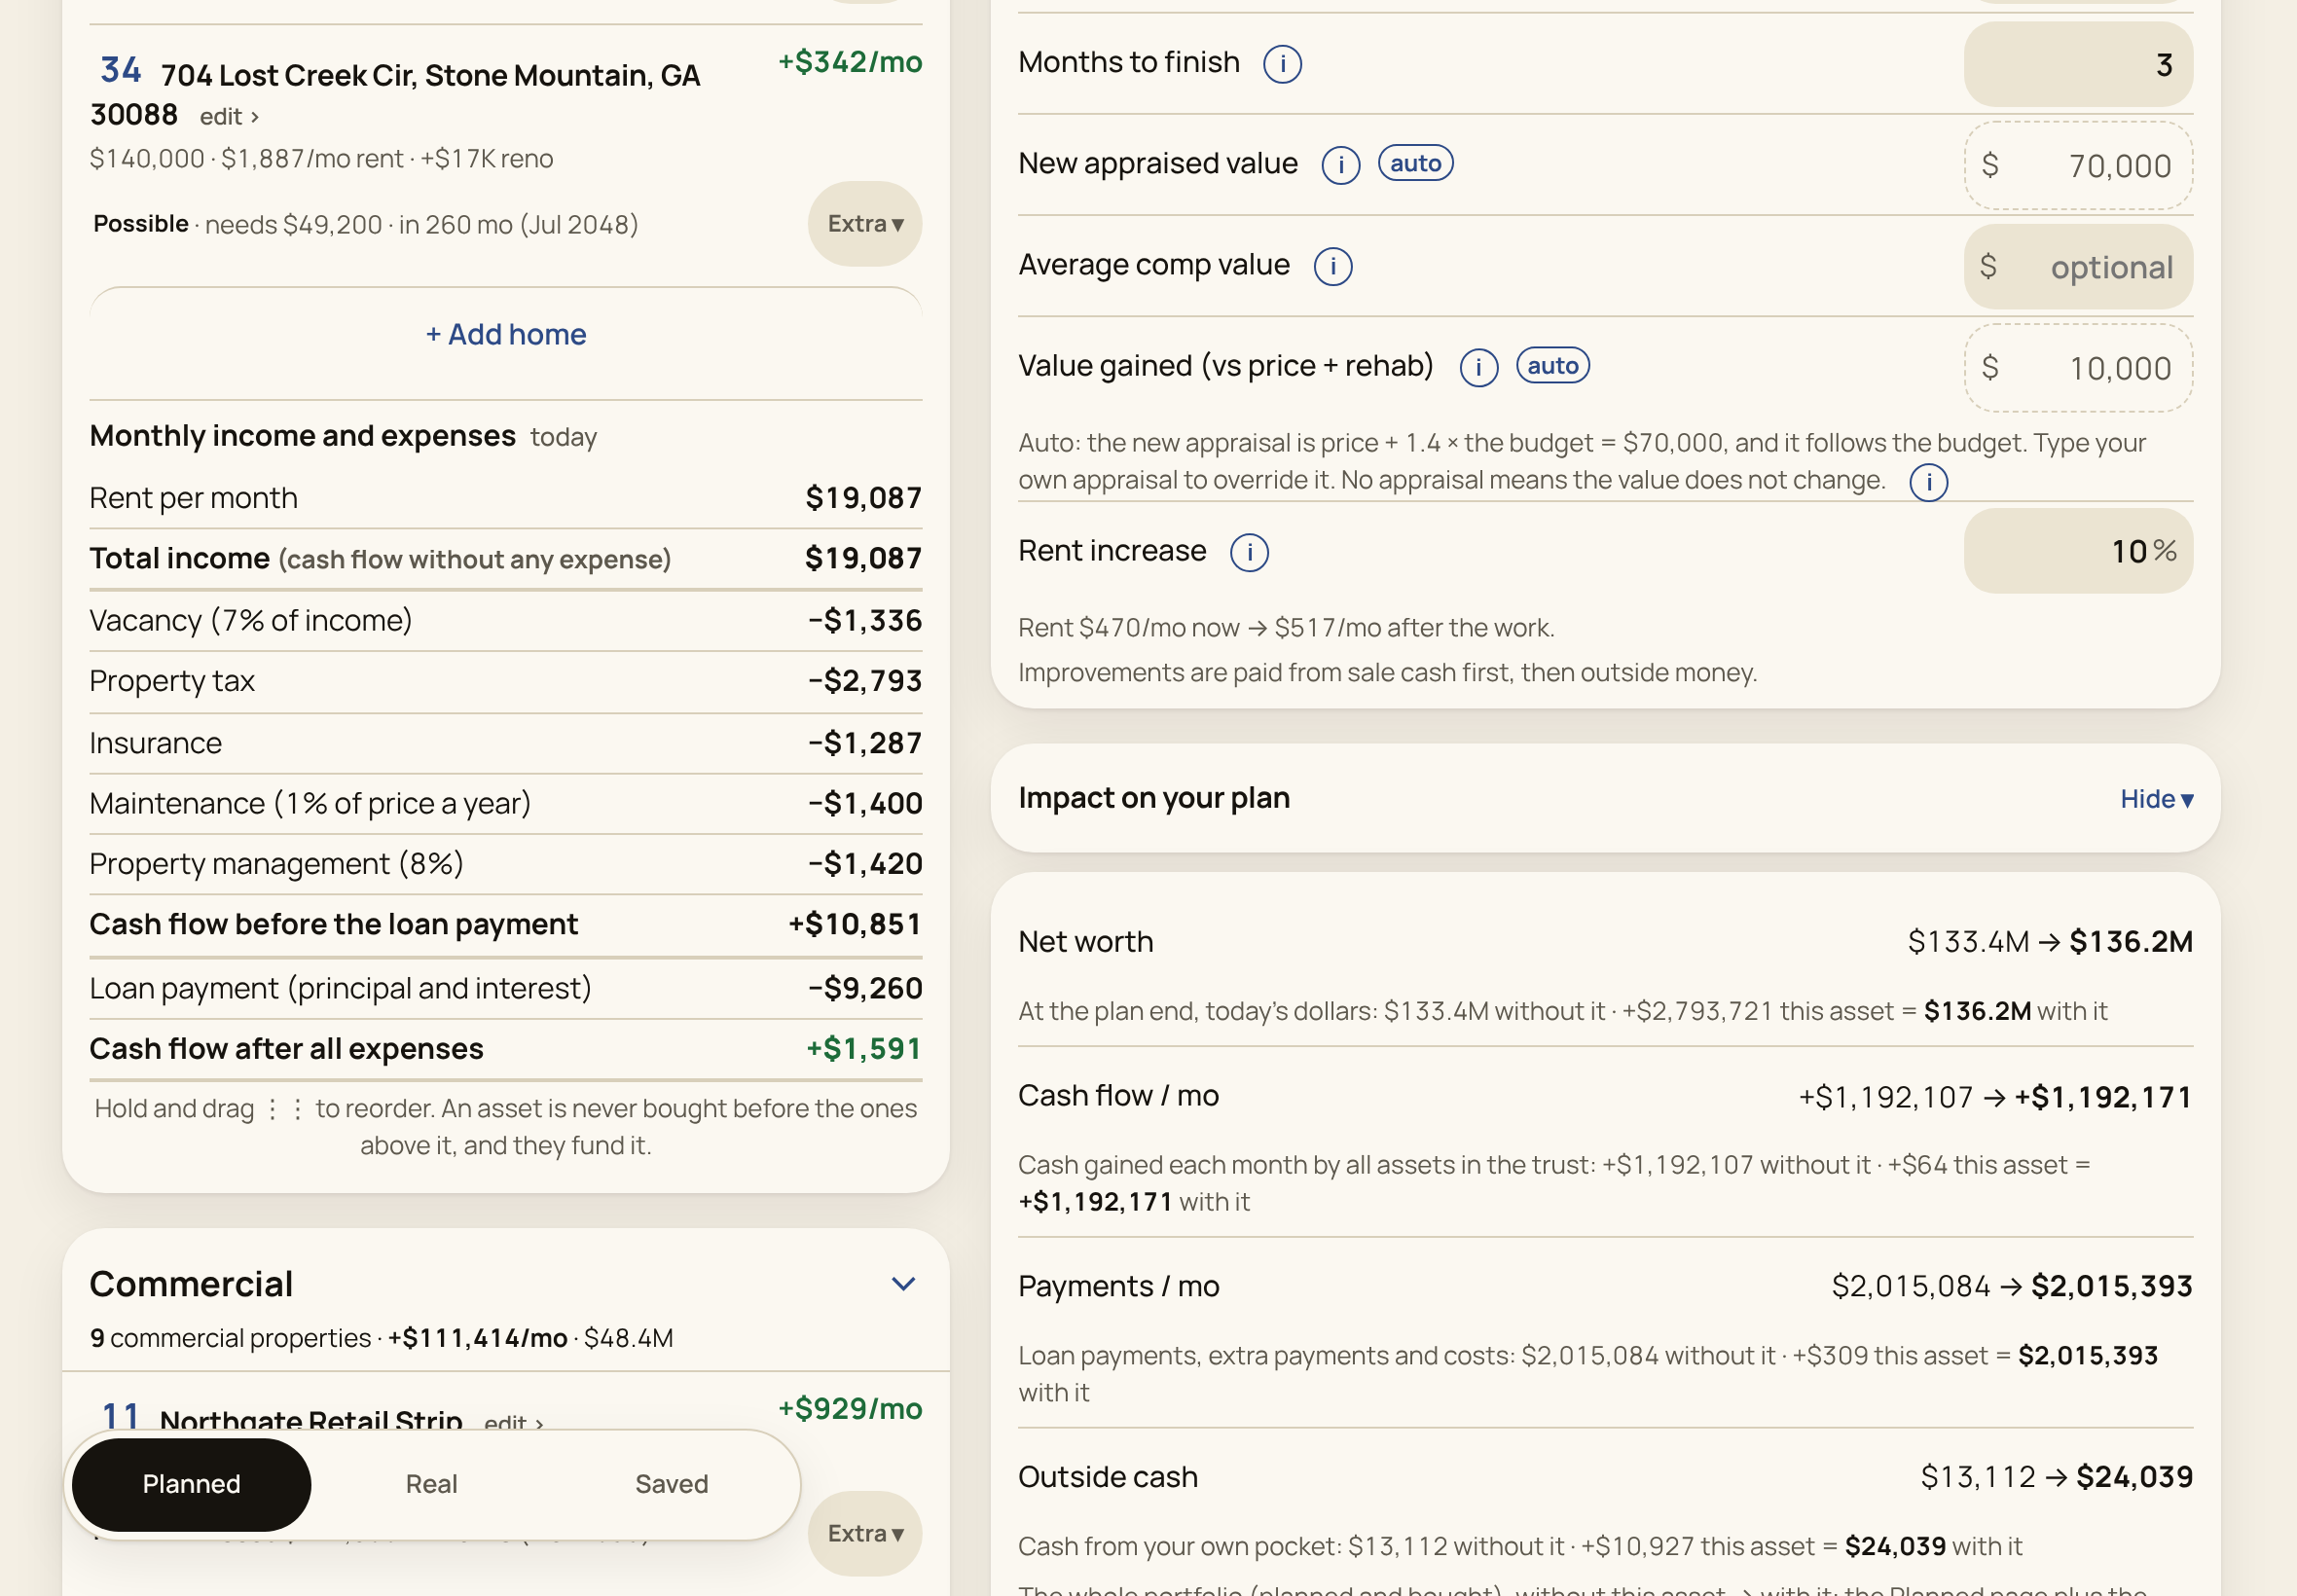 34 704 Lost Creek Cir, Stone Mountain, GA +$342/mo
30088 edit ›
$140,000 · $1,887/mo rent · +$17K reno
Possible · needs $49,200 · in 260 mo (Jul 2048) Extra ▾
+ Add home
Monthly income and expenses today
Rent per month $19,087
Total income (cash flow without any expense) $19,087
Vacancy (7% of income) −$1,336
Property tax −$2,793
Insurance −$1,287
Maintenance (1% of price a year) −$1,400
Property management (8%) −$1,420
Cash flow before the loan payment +$10,851
Loan payment (principal and interest) −$9,260
Cash flow after all expenses +$1,591
Hold and drag ⋮⋮ to reorder. An asset is never bought before the ones
above it, and they fund it.
Commercial
9 commercial properties · +$111,414/mo · $48.4M
11 Northgate Retail Strip edit › +$929/mo
Planned Real Saved
Extra ▾
Months to finish i 3
New appraised value i auto $ 70,000
Average comp value i $ optional
Value gained (vs price + rehab) i auto $ 10,000
Auto: the new appraisal is price + 1.4 × the budget = $70,000, and it follows the budget. Type your
own appraisal to override it. No appraisal means the value does not change. i
Rent increase i 10 %
Rent $470/mo now → $517/mo after the work.
Improvements are paid from sale cash first, then outside money.
Impact on your plan Hide ▾
Net worth $133.4M → $136.2M
At the plan end, today's dollars: $133.4M without it · +$2,793,721 this asset = $136.2M with it
Cash flow / mo +$1,192,107 → +$1,192,171
Cash gained each month by all assets in the trust: +$1,192,107 without it · +$64 this asset =
+$1,192,171 with it
Payments / mo $2,015,084 → $2,015,393
Loan payments, extra payments and costs: $2,015,084 without it · +$309 this asset = $2,015,393
with it
Outside cash $13,112 → $24,039
Cash from your own pocket: $13,112 without it · +$10,927 this asset = $24,039 with it
The whole portfolio (planned and bought), without this asset → with it: the Planned page plus the